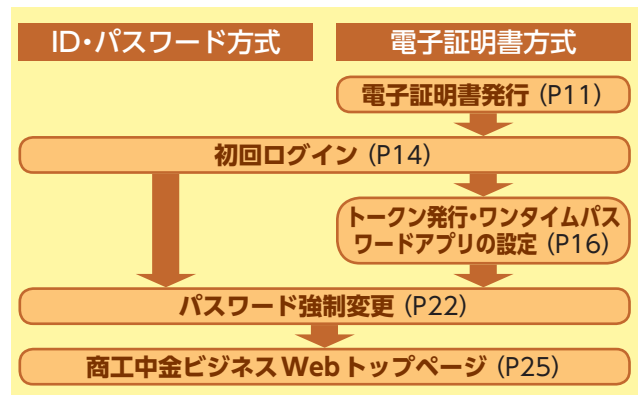 ID・パスワード方式
電子証明書方式
電子証明書発行 (P11)
初回ログイン (P14)
トークン発行・ワンタイムパス
ワードアプリの設定 (P16)
パスワード強制変更 (P22)
商工中金ビジネスWebトップページ (P25)